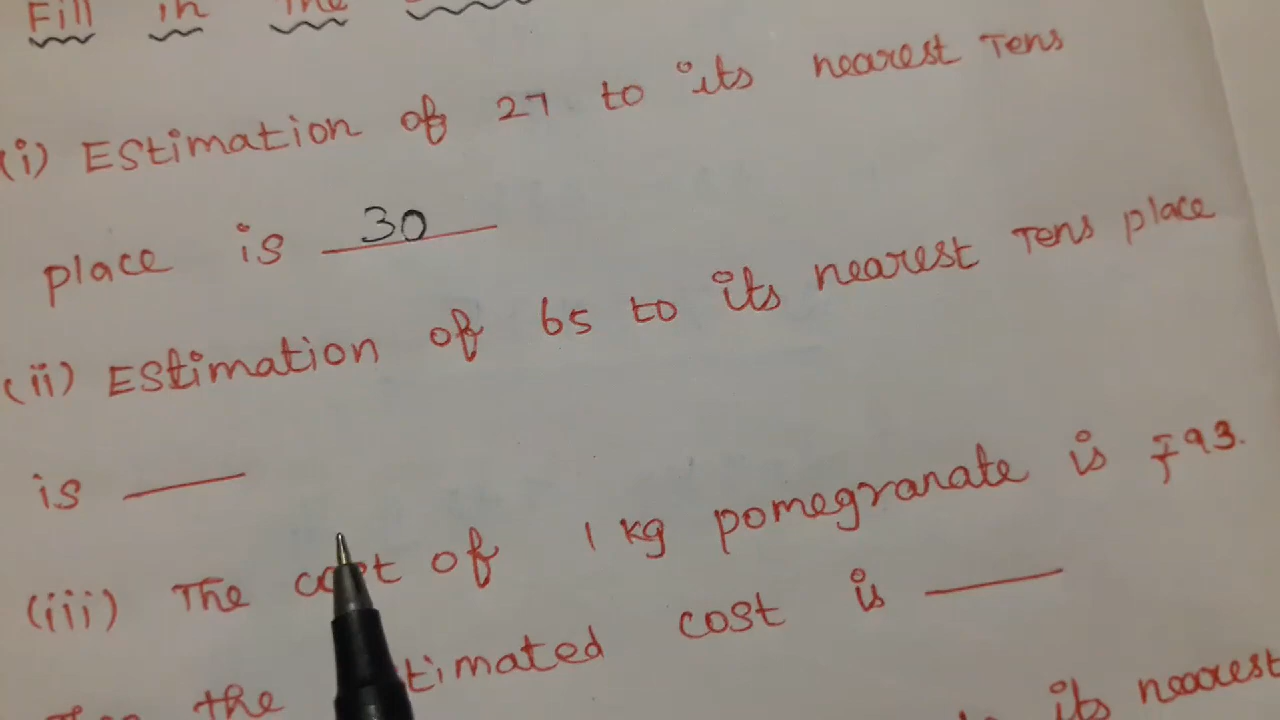 Fill in the
(i) Estimation of 27 to its nearest Tens
place is 30
(ii) Estimation of 65 to its nearest Tens place
is
(iii) The cost of 1 kg pomegranate is ₹93.
the estimated cost is
its nearest